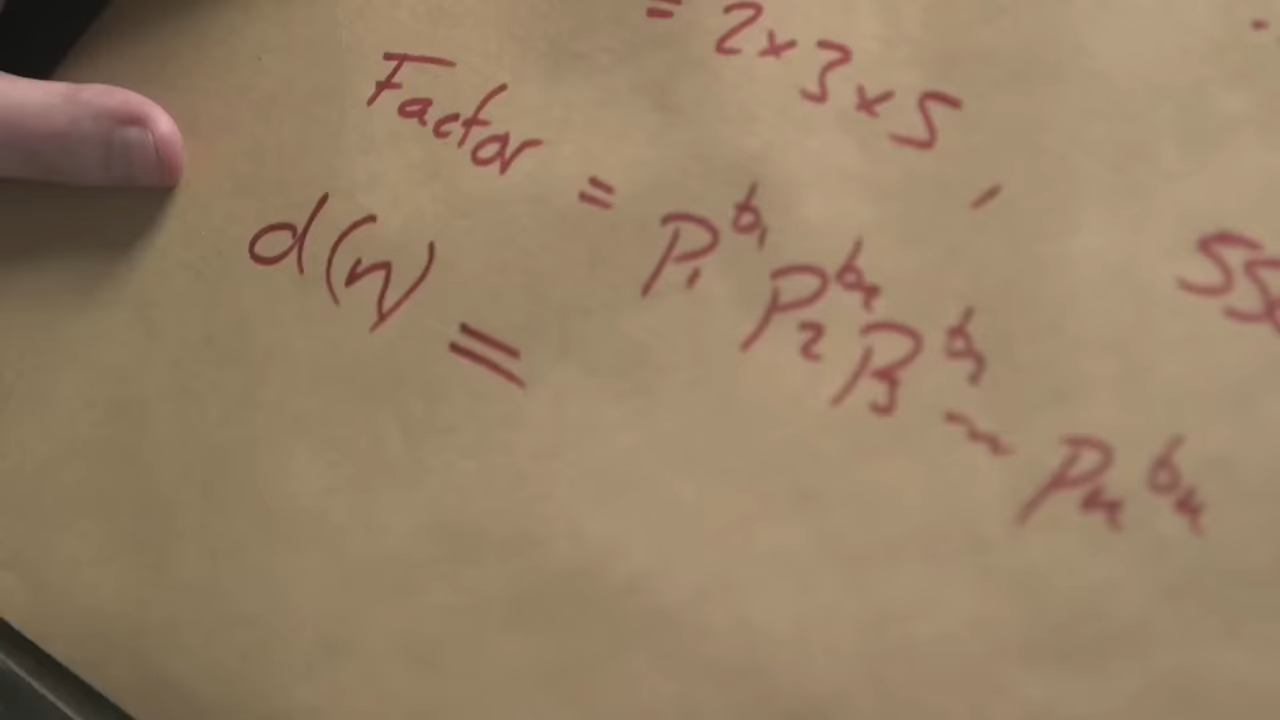 = 2 x 3 x 5
Factor = P₁^b₁ P₂^b₂ P₃^b₃ ~ Pₙ^bₙ
d(n) =